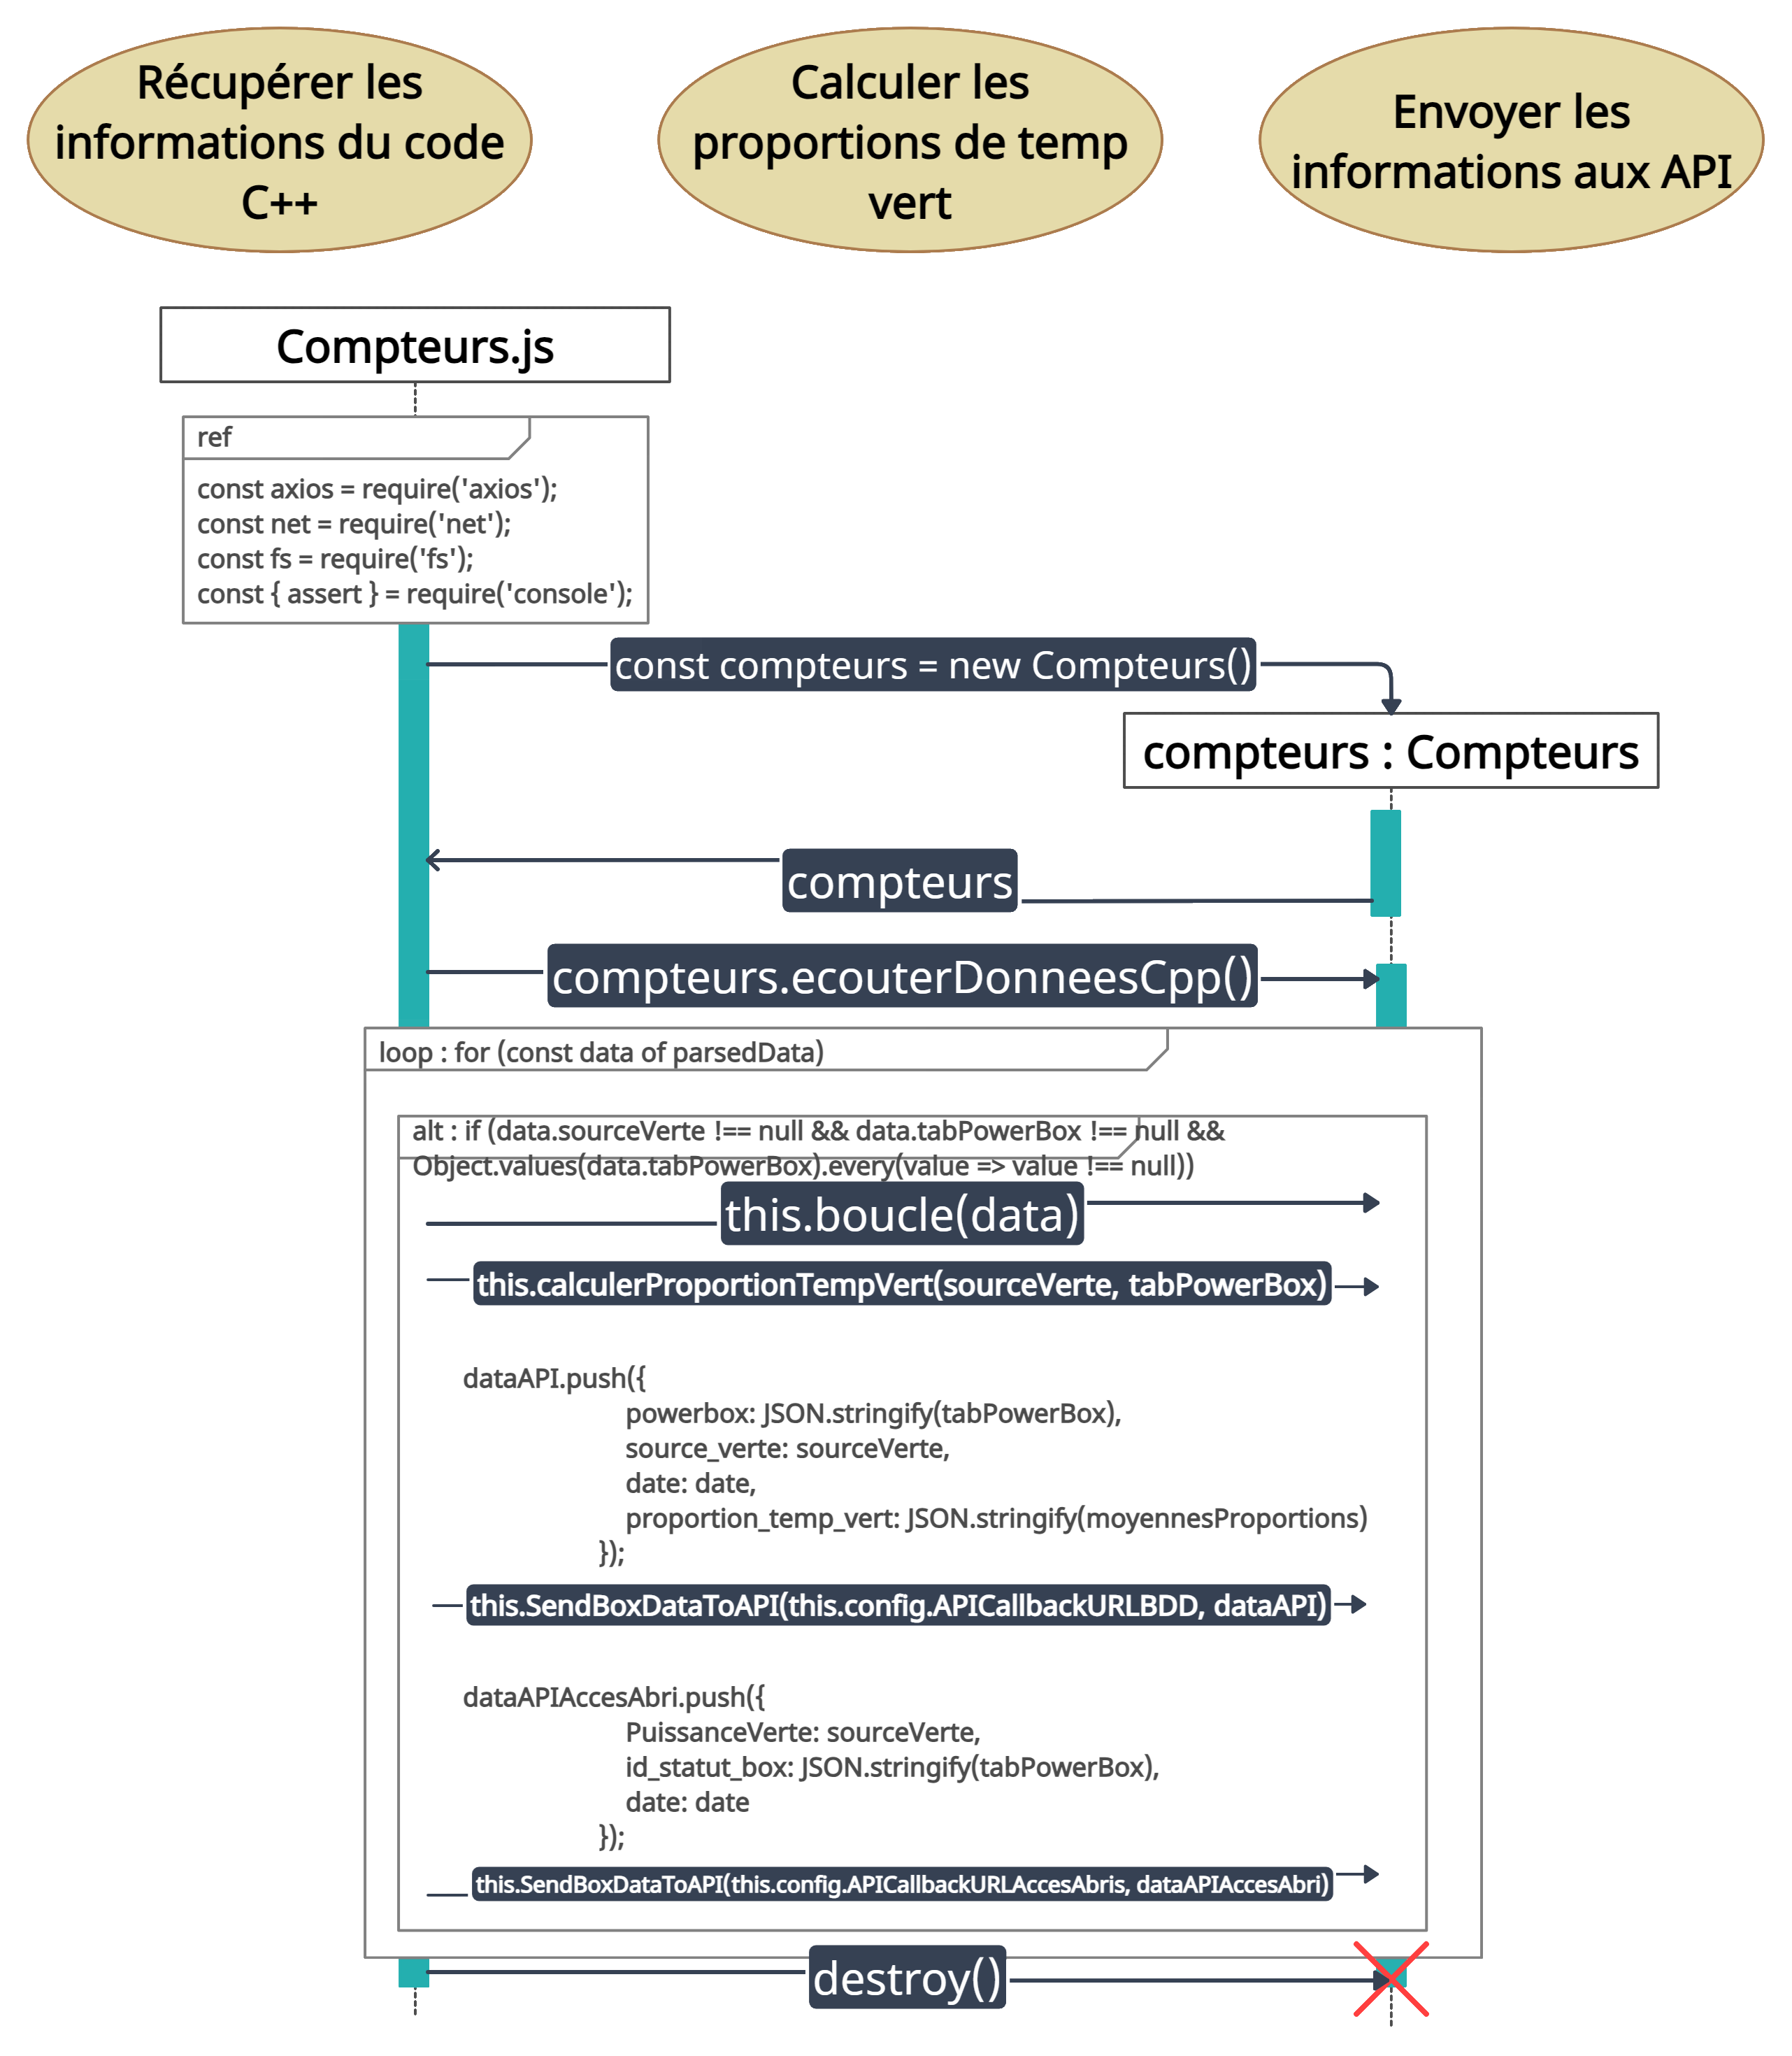 Récupérer les
informations du code
C++
Calculer les
proportions de temp
vert
Envoyer les
informations aux API
Compteurs.js
ref
const axios = require('axios');
const net = require('net');
const fs = require('fs');
const { assert } = require('console');
const compteurs = new Compteurs()
compteurs : Compteurs
compteurs
compteurs.ecouterDonneesCpp()
loop : for (const data of parsedData)
alt : if (data.sourceVerte !== null && data.tabPowerBox !== null &&
Object.values(data.tabPowerBox).every(value => value !== null))
this.boucle(data)
this.calculerProportionTempVert(sourceVerte, tabPowerBox)
dataAPI.push({
powerbox: JSON.stringify(tabPowerBox),
source_verte: sourceVerte,
date: date,
proportion_temp_vert: JSON.stringify(moyennesProportions)
});
this.SendBoxDataToAPI(this.config.APICallbackURLBDD, dataAPI)
dataAPIAccesAbri.push({
PuissanceVerte: sourceVerte,
id_statut_box: JSON.stringify(tabPowerBox),
date: date
});
this.SendBoxDataToAPI(this.config.APICallbackURLAccesAbris, dataAPIAccesAbri)
destroy()